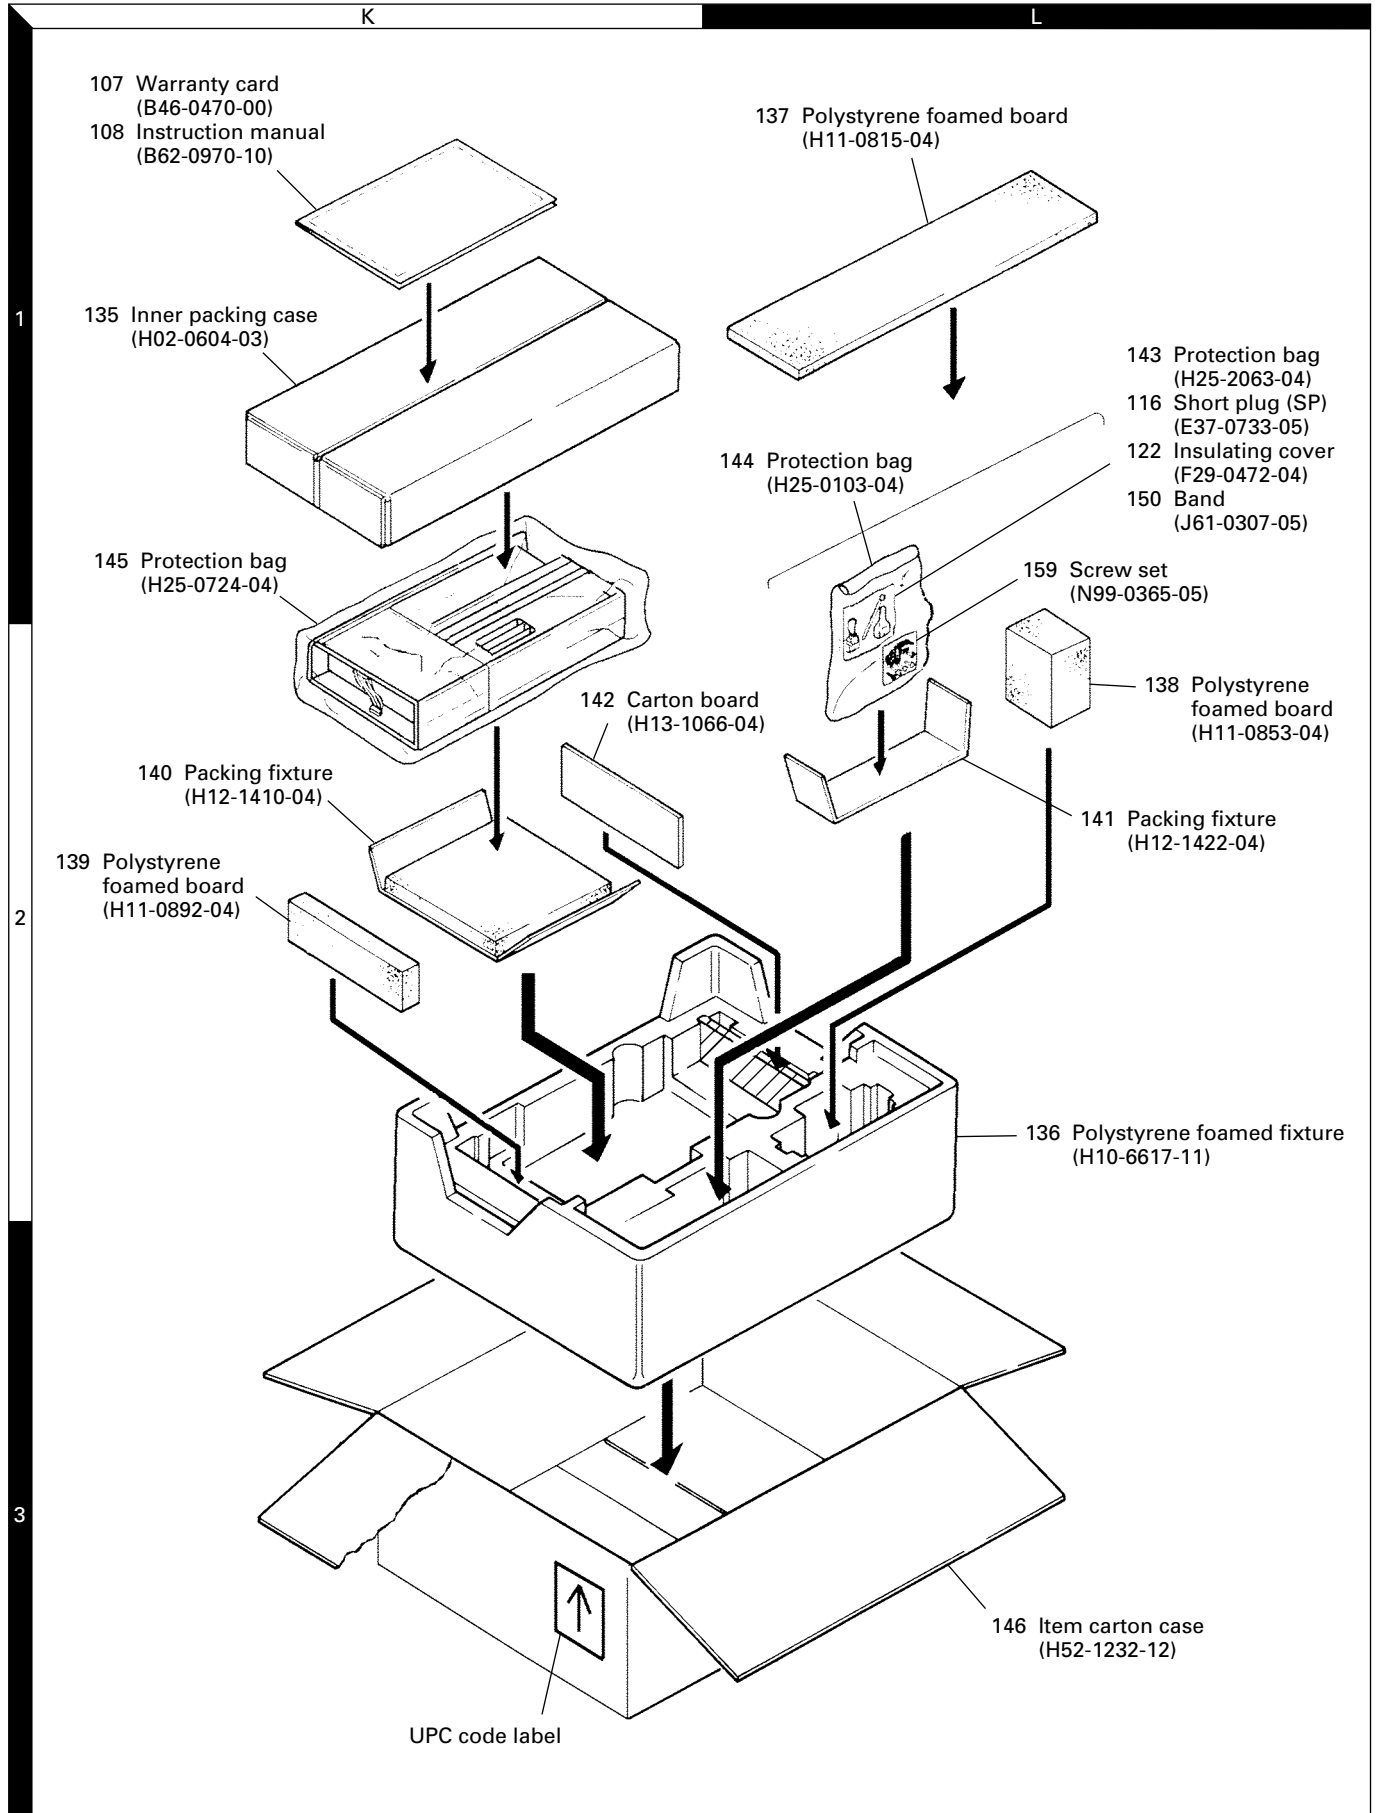 K
L
107 Warranty card
(B46-0470-00)
108 Instruction manual
(B62-0970-10)
137 Polystyrene foamed board
(H11-0815-04)
1
135 Inner packing case
(H02-0604-03)
143 Protection bag
(H25-2063-04)
116 Short plug (SP)
(E37-0733-05)
122 Insulating cover
(F29-0472-04)
150 Band
(J61-0307-05)
144 Protection bag
(H25-0103-04)
145 Protection bag
(H25-0724-04)
159 Screw set
(N99-0365-05)
142 Carton board
(H13-1066-04)
138 Polystyrene
foamed board
(H11-0853-04)
140 Packing fixture
(H12-1410-04)
141 Packing fixture
(H12-1422-04)
139 Polystyrene
foamed board
(H11-0892-04)
2
136 Polystyrene foamed fixture
(H10-6617-11)
3
146 Item carton case
(H52-1232-12)
UPC code label